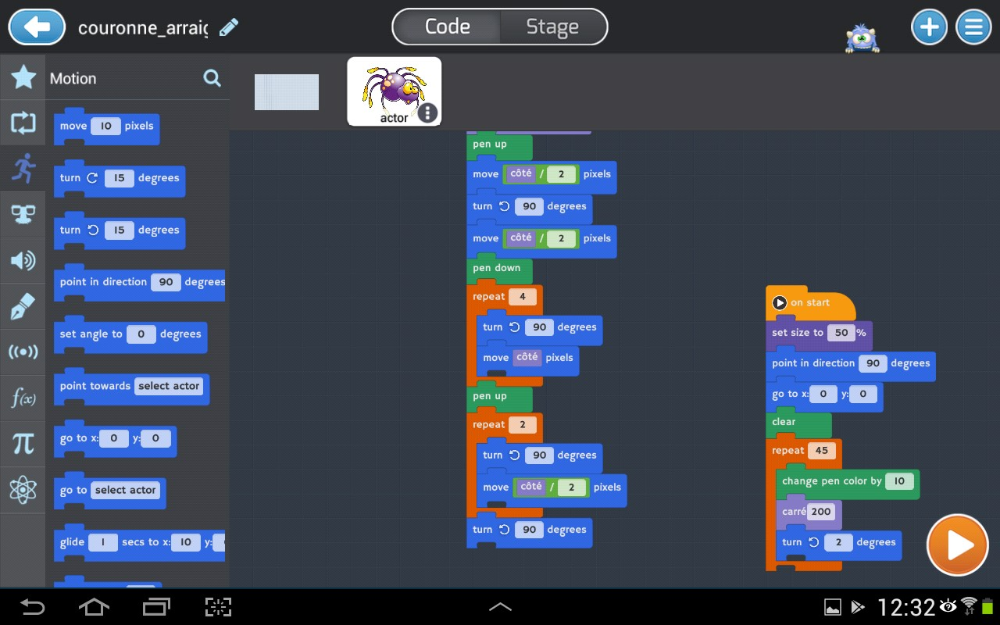 couronne_arraig
Code
Stage
Motion
actor
move 10 pixels
turn 15 degrees
turn 15 degrees
point in direction 90 degrees
set angle to 0 degrees
point towards select actor
go to x: 0 y: 0
go to select actor
glide 1 secs to x: 10 y:
f(x)
π
pen up
move côté / 2 pixels
turn 90 degrees
move côté / 2 pixels
pen down
repeat 4
turn 90 degrees
move côté pixels
pen up
repeat 2
turn 90 degrees
move côté / 2 pixels
turn 90 degrees
on start
set size to 50 %
point in direction 90 degrees
go to x: 0 y: 0
clear
repeat 45
change pen color by 10
carré 200
turn 2 degrees
12:32